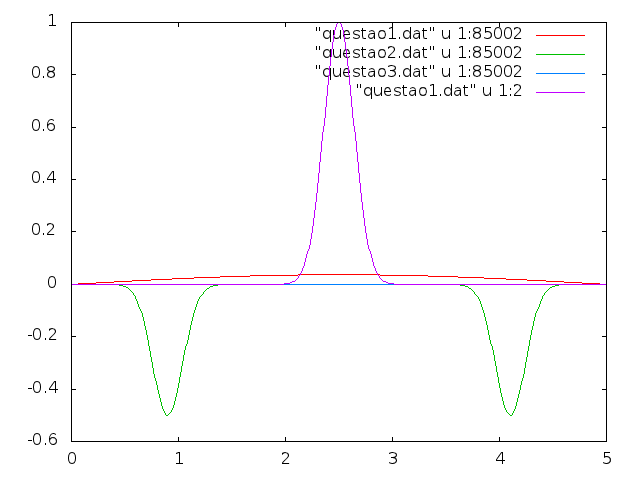 1
"questao1.dat" u 1:85002
"questao2.dat" u 1:85002
0.8
"questao3.dat" u 1:85002
"questao1.dat" u 1:2
0.6
0.4
0.2
0
-0.2
-0.4
-0.6
0 1 2 3 4 5